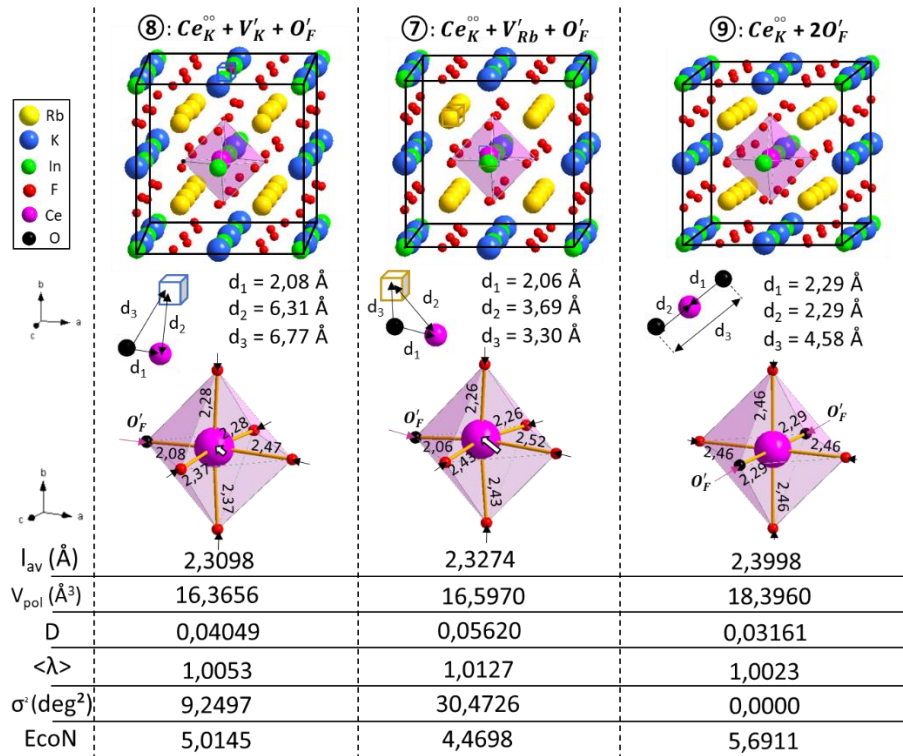 ⑧: Ce_K^°° + V'_K + O'_F
⑦: Ce_K^°° + V'_Rb + O'_F
⑨: Ce_K^°° + 2O'_F
Rb
K
In
F
Ce
O
b
a
c
d₃
d₂
d₁
d₁ = 2,08 Å
d₂ = 6,31 Å
d₃ = 6,77 Å
d₃
d₂
d₁
d₁ = 2,06 Å
d₂ = 3,69 Å
d₃ = 3,30 Å
d₂
d₁
d₃
d₁ = 2,29 Å
d₂ = 2,29 Å
d₃ = 4,58 Å
b
a
c
O'_F
2,28
2,28
2,08
2,47
2,37
2,37
O'_F
2,26
2,26
2,06
2,52
2,43
2,43
O'_F
2,46
2,29
2,46
2,46
2,29
2,46
O'_F
l_av (Å) 2,3098 2,3274 2,3998
V_pol (Å³) 16,3656 16,5970 18,3960
D 0,04049 0,05620 0,03161
<λ> 1,0053 1,0127 1,0023
σ² (deg²) 9,2497 30,4726 0,0000
EcoN 5,0145 4,4698 5,6911